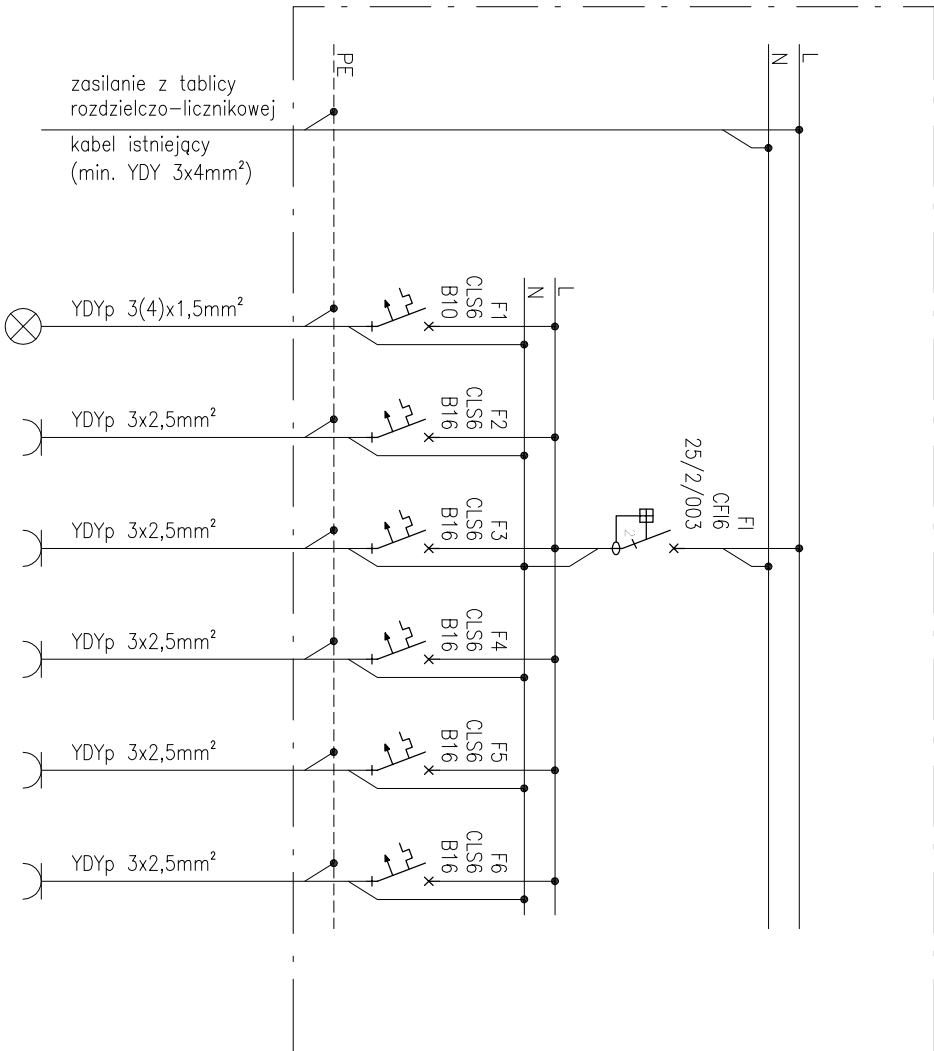 zasilanie z tablicy
rozdzielczo-licznikowej
kabel istniejący
(min. YDY 3x4mm²)
PE
N
L
YDYp 3(4)x1,5mm²
F1
CLS6
B10
N
L
YDYp 3x2,5mm²
F2
CLS6
B16
FI
CFI6
25/2/003
2
YDYp 3x2,5mm²
F3
CLS6
B16
YDYp 3x2,5mm²
F4
CLS6
B16
YDYp 3x2,5mm²
F5
CLS6
B16
YDYp 3x2,5mm²
F6
CLS6
B16